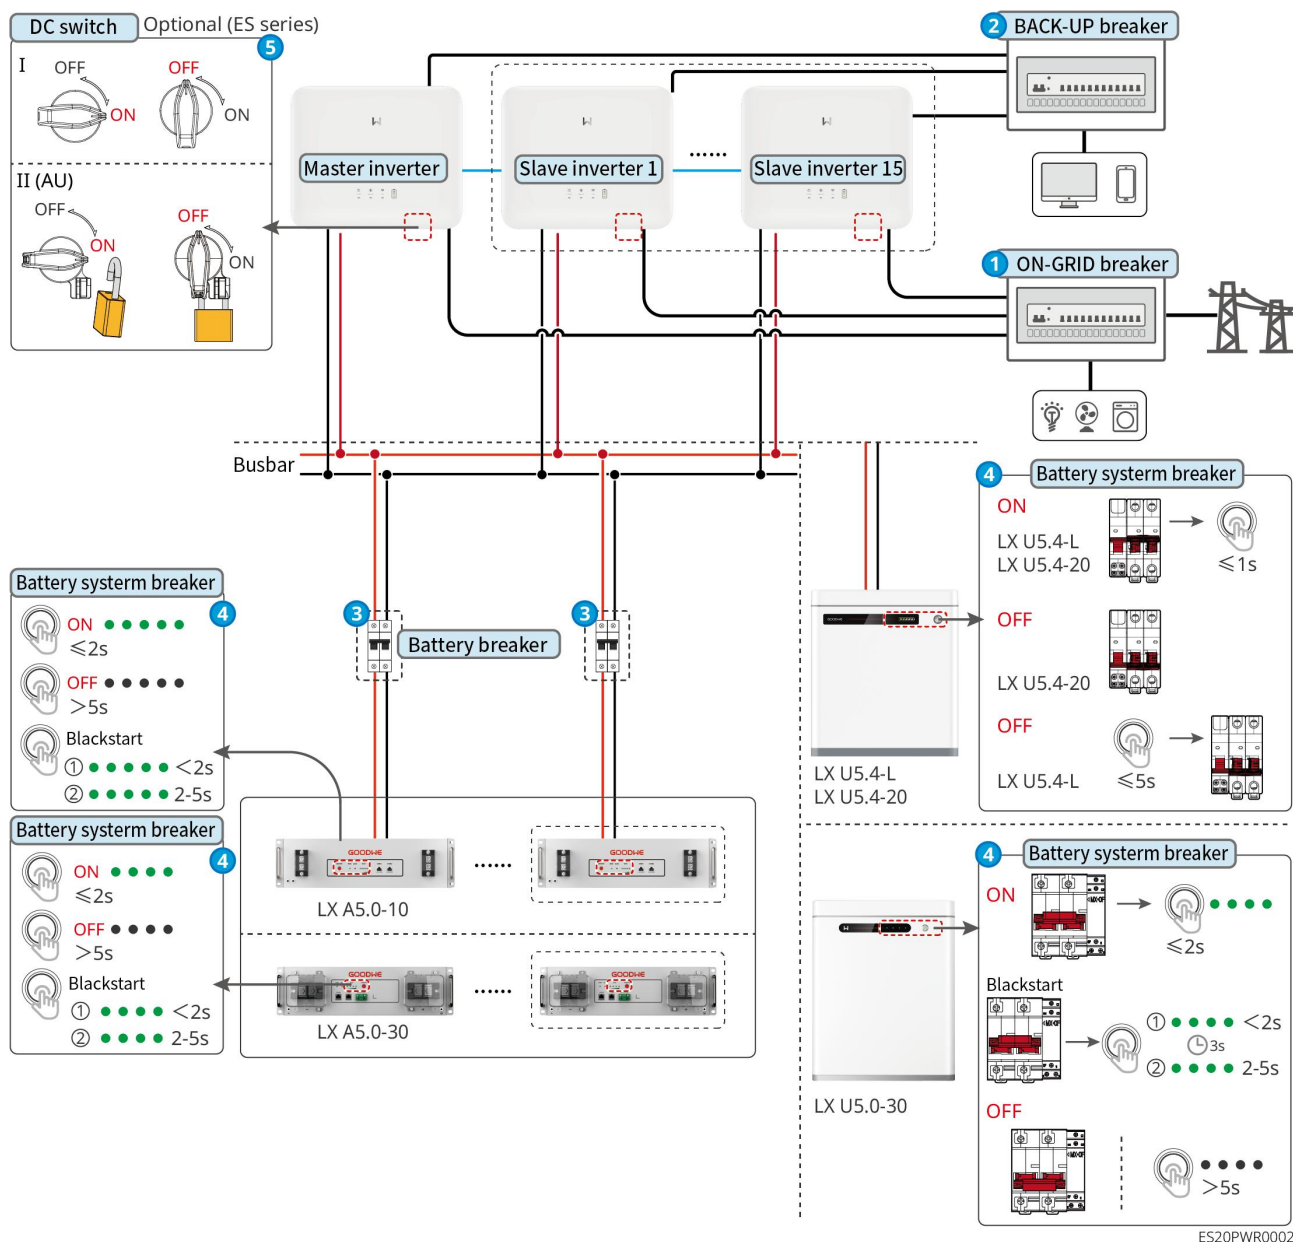 DC switch
Optional (ES series)
5
I
OFF
ON
OFF
ON
II (AU)
OFF
ON
OFF
ON
Master inverter
Slave inverter 1
······
Slave inverter 15
2
BACK-UP breaker
1
ON-GRID breaker
Busbar
Battery systerm breaker
4
ON
≤2s
OFF
>5s
Blackstart
① <2s
② 2-5s
Battery systerm breaker
4
ON
≤2s
OFF
>5s
Blackstart
① <2s
② 2-5s
3
Battery breaker
3
GOODWE
······
GOODWE
LX A5.0-10
GOODWE
······
GOODWE
LX A5.0-30
GOODWE
LX U5.4-L
LX U5.4-20
4
Battery systerm breaker
ON
LX U5.4-L
LX U5.4-20
≤1s
OFF
LX U5.4-20
OFF
LX U5.4-L
≤5s
LX U5.0-30
4
Battery systerm breaker
ON
≤2s
Blackstart
① <2s
3s
② 2-5s
OFF
>5s
ES20PWR0002